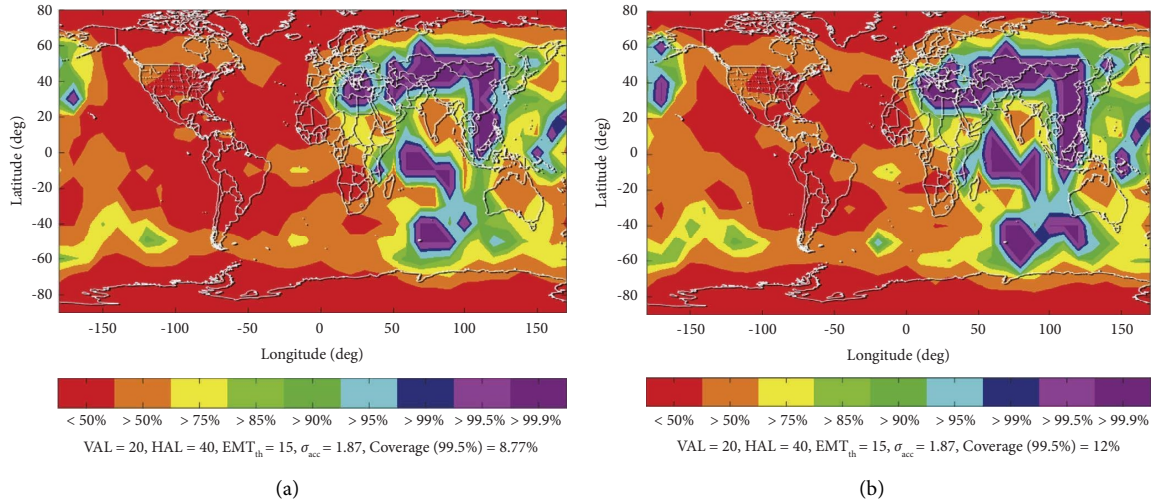 80
60
40
20
0
-20
-40
-60
-80
Latitude (deg)
-150 -100 -50 0 50 100 150
Longitude (deg)
< 50% > 50% > 75% > 85% > 90% > 95% > 99% > 99.5% > 99.9%
VAL = 20, HAL = 40, EMTth = 15, σacc = 1.87, Coverage (99.5%) = 8.77%
(a)
80
60
40
20
0
-20
-40
-60
-80
Latitude (deg)
-150 -100 -50 0 50 100 150
Longitude (deg)
< 50% > 50% > 75% > 85% > 90% > 95% > 99% > 99.5% > 99.9%
VAL = 20, HAL = 40, EMTth = 15, σacc = 1.87, Coverage (99.5%) = 12%
(b)